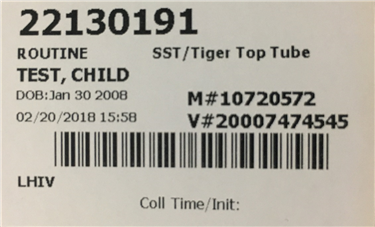 22130191
ROUTINE SST/Tiger Top Tube
TEST, CHILD
DOB:Jan 30 2008 M#10720572
02/20/2018 15:58 V#20007474545
LHIV
Coll Time/Init: